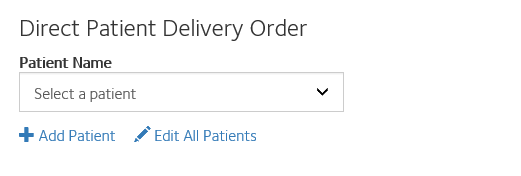 Direct Patient Delivery Order
Patient Name
Select a patient
Add Patient Edit All Patients